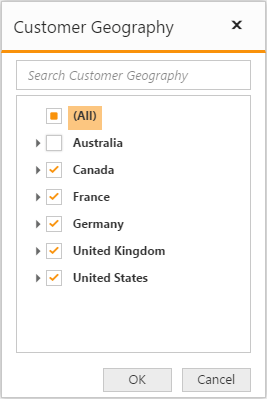 Customer Geography
Search Customer Geography
(All)
Australia
Canada
France
Germany
United Kingdom
United States
OK Cancel